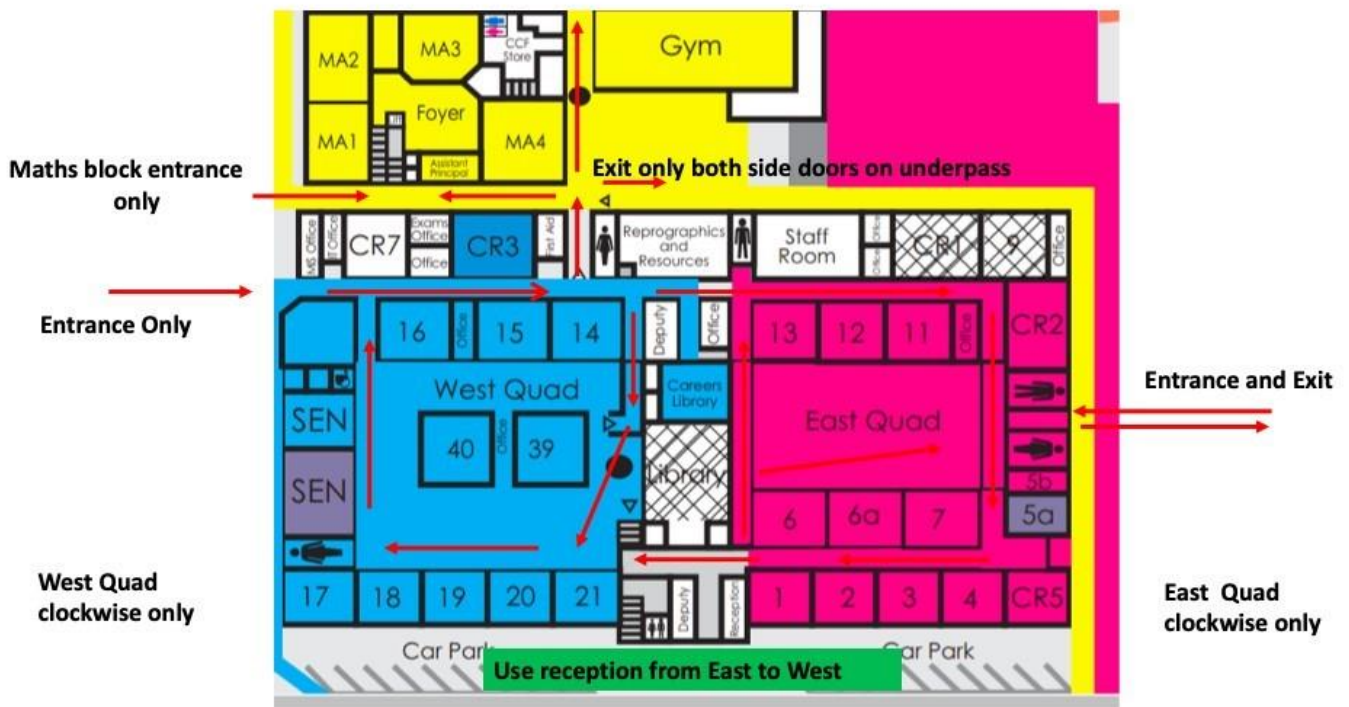 MA2
MA3
CCF
Store
Gym
MA1
Lift
Foyer
MA4
Assistant
Principal
Maths block entrance
only
Exit only both side doors on underpass
MIS Office
IT Office
CR7
Exams
Office
Office
CR3
First Aid
Reprographics
and
Resources
Staff
Room
Office
Office
CR1
9
Office
Entrance Only
16
Office
15
14
Deputy
Office
13
12
11
Office
CR2
West Quad
Careers
Library
East Quad
Entrance and Exit
SEN
40
Office
39
Library
SEN
5b
6
6a
7
5a
West Quad
clockwise only
17
18
19
20
21
Deputy
Reception
1
2
3
4
CR5
East Quad
clockwise only
Car Park
Car Park
Use reception from East to West